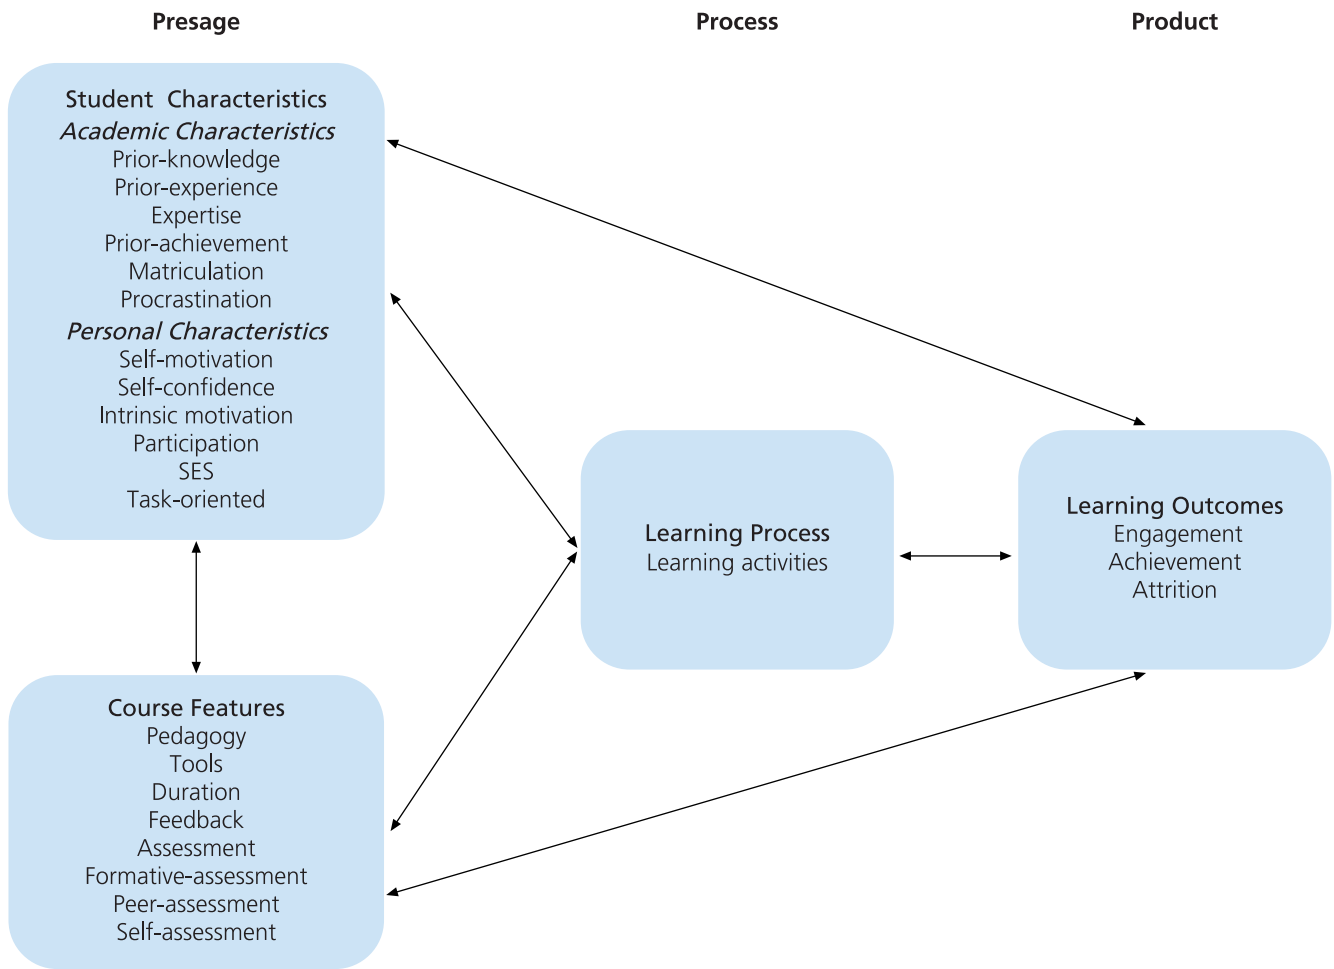 Presage
Process
Product
Student Characteristics
Academic Characteristics
Prior-knowledge
Prior-experience
Expertise
Prior-achievement
Matriculation
Procrastination
Personal Characteristics
Self-motivation
Self-confidence
Intrinsic motivation
Participation
SES
Task-oriented
Course Features
Pedagogy
Tools
Duration
Feedback
Assessment
Formative-assessment
Peer-assessment
Self-assessment
Learning Process
Learning activities
Learning Outcomes
Engagement
Achievement
Attrition